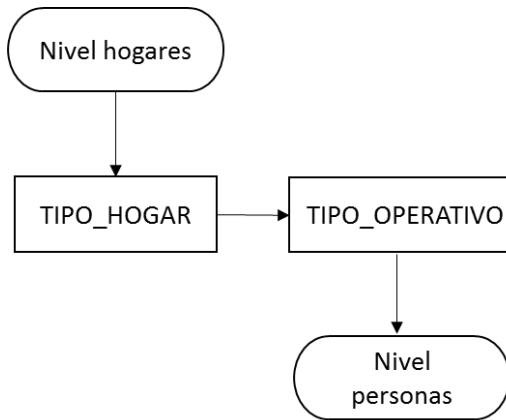 Nivel hogares
TIPO_HOGAR
TIPO_OPERATIVO
Nivel
personas